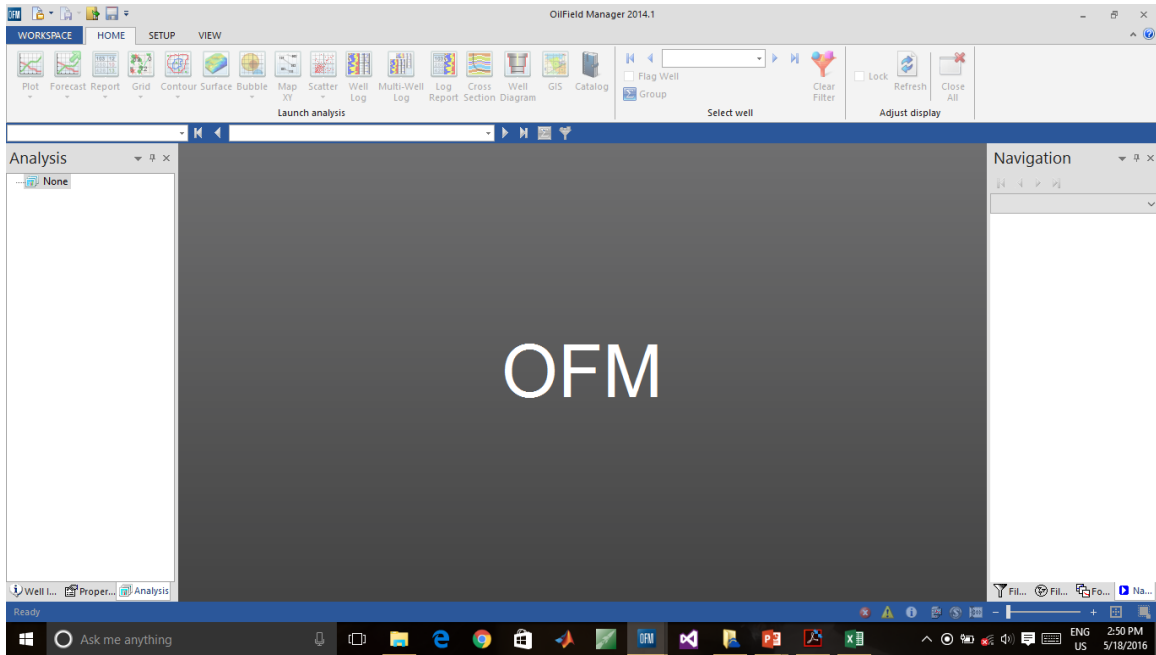 OFM
OilField Manager 2014.1
WORKSPACE HOME SETUP VIEW
Plot Forecast Report Grid Contour Surface Bubble Map XY Scatter Well Log Multi-Well Log Log Report Cross Section Well Diagram GIS Catalog
Launch analysis
Flag Well
Group
Clear Filter
Select well
Lock Refresh Close All
Adjust display
Analysis
None
Navigation
OFM
Well I... Proper... Analysis
Fil... Fil... Fo... Na...
Ready
Ask me anything
OFM
ENG
US
2:50 PM
5/18/2016